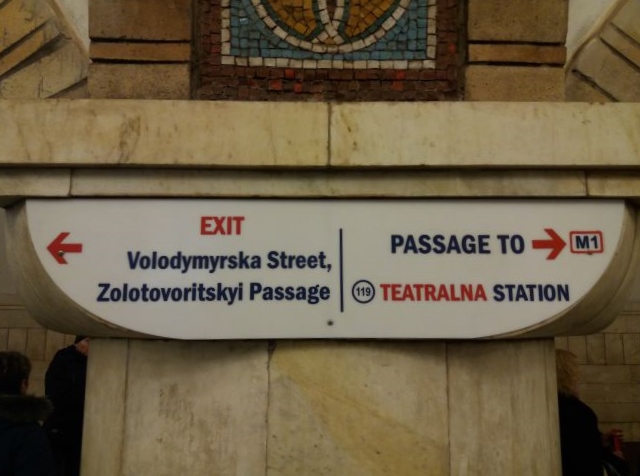 EXIT
Volodymyrska Street,
Zolotovoritskyi Passage
PASSAGE TO M1
119 TEATRALNA STATION